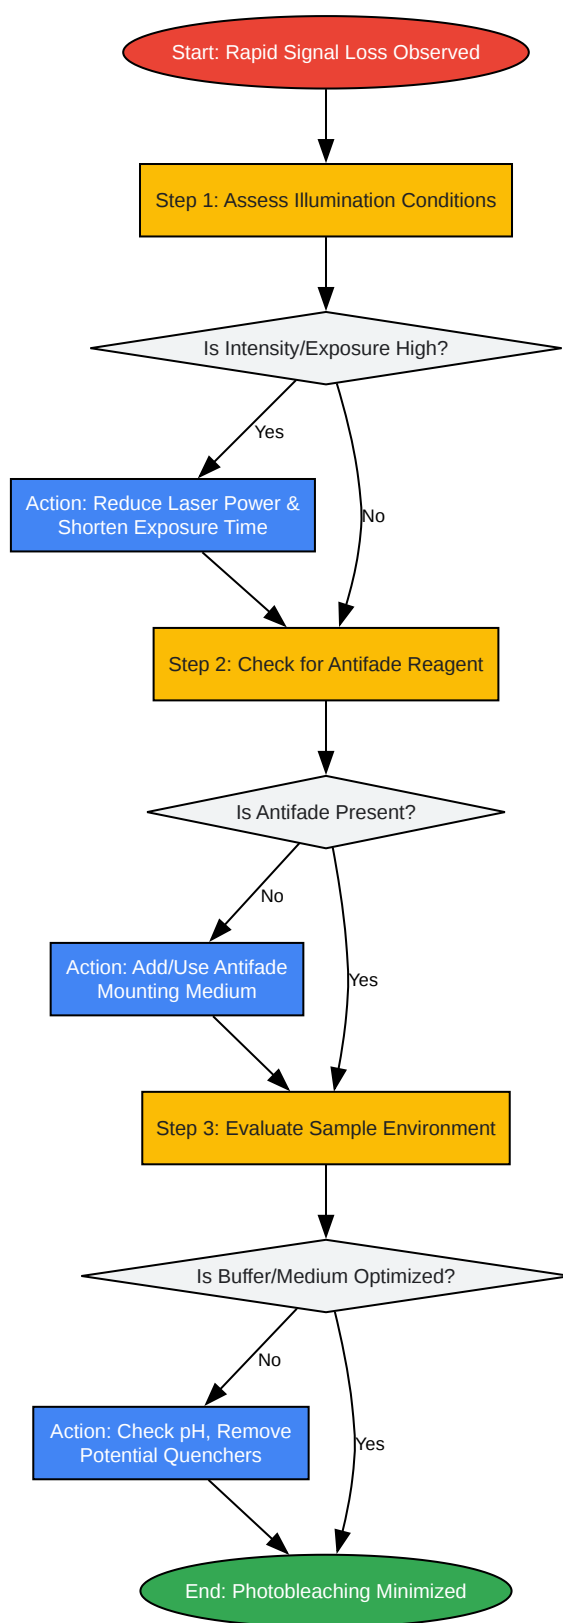 Start: Rapid Signal Loss Observed
Step 1: Assess Illumination Conditions
Is Intensity/Exposure High?
Yes
Action: Reduce Laser Power &
Shorten Exposure Time
No
Step 2: Check for Antifade Reagent
Is Antifade Present?
No
Action: Add/Use Antifade
Mounting Medium
Yes
Step 3: Evaluate Sample Environment
Is Buffer/Medium Optimized?
No
Action: Check pH, Remove
Potential Quenchers
Yes
End: Photobleaching Minimized